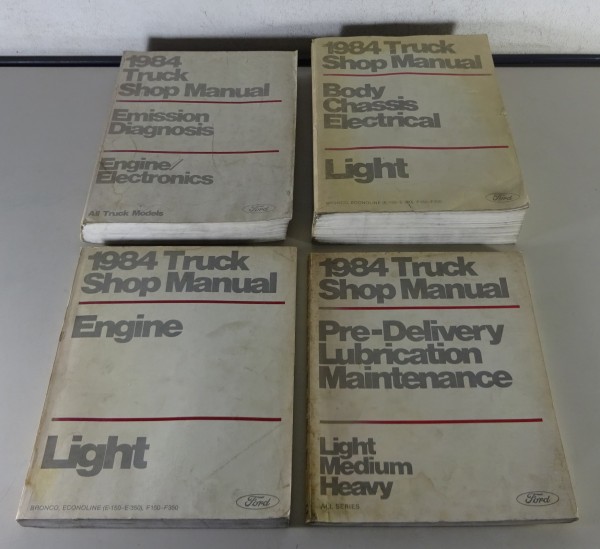 1984
Truck
Shop Manual
Emission
Diagnosis
Engine/
Electronics
All Truck Models
Ford
1984 Truck
Shop Manual
Body
Chassis
Electrical
Light
Ford
1984 Truck
Shop Manual
Engine
Light
BRONCO, ECONOLINE (E-150–E-350), F150–F350
Ford
1984 Truck
Shop Manual
Pre-Delivery
Lubrication
Maintenance
Light
Medium
Heavy
ALL SERIES
Ford